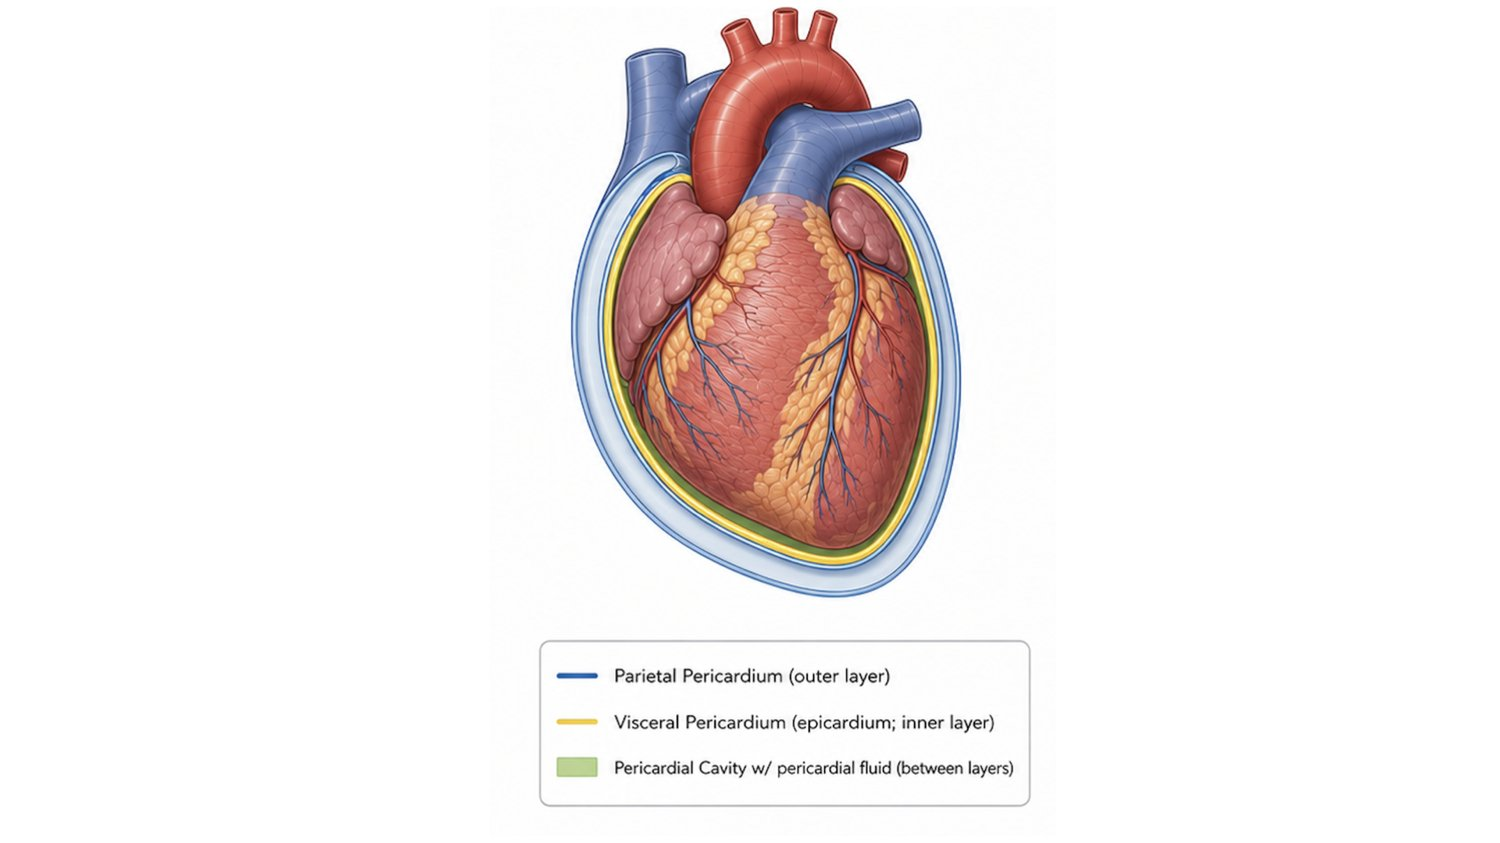 Parietal Pericardium (outer layer)
Visceral Pericardium (epicardium; inner layer)
Pericardial Cavity w/ pericardial fluid (between layers)